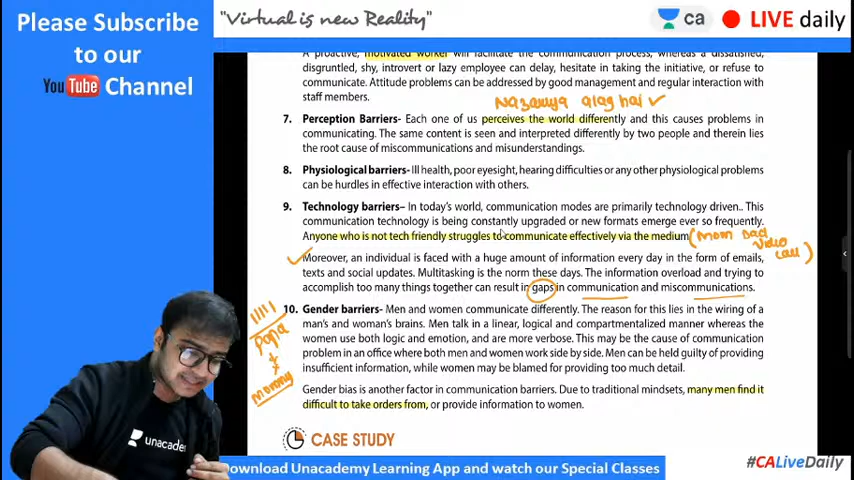 Please Subscribe
to our
YouTube Channel
"Virtual is new Reality"
ca
LIVE daily
A proactive, motivated worker will facilitate the communication process, whereas a dissatisfied,
disgruntled, shy, introvert or lazy employee can delay, hesitate in taking the initiative, or refuse to
communicate. Attitude problems can be addressed by good management and regular interaction with
staff members.
Nazariya alag hai
7. Perception Barriers- Each one of us perceives the world differently and this causes problems in
communicating. The same content is seen and interpreted differently by two people and therein lies
the root cause of miscommunications and misunderstandings.
8. Physiological barriers- Ill health, poor eyesight, hearing difficulties or any other physiological problems
can be hurdles in effective interaction with others.
9. Technology barriers– In today's world, communication modes are primarily technology driven.. This
communication technology is being constantly upgraded or new formats emerge ever so frequently.
Anyone who is not tech friendly struggles to communicate effectively via the medium
(Mom Dad
Video
Call)
Moreover, an individual is faced with a huge amount of information every day in the form of emails,
texts and social updates. Multitasking is the norm these days. The information overload and trying to
accomplish too many things together can result in gaps in communication and miscommunications.
10. Gender barriers- Men and women communicate differently. The reason for this lies in the wiring of
man's and woman's brains. Men talk in a linear, logical and compartmentalized manner whereas the
women use both logic and emotion, and are more verbose. This may be the cause of communication
problem in an office where both men and women work side by side. Men can be held guilty of providing
insufficient information, while women may be blamed for providing too much detail.
Papa
Mommy
Gender bias is another factor in communication barriers. Due to traditional mindsets, many men find it
difficult to take orders from, or provide information to women.
CASE STUDY
unacademy
Download Unacademy Learning App and watch our Special Classes
#CALiveDaily